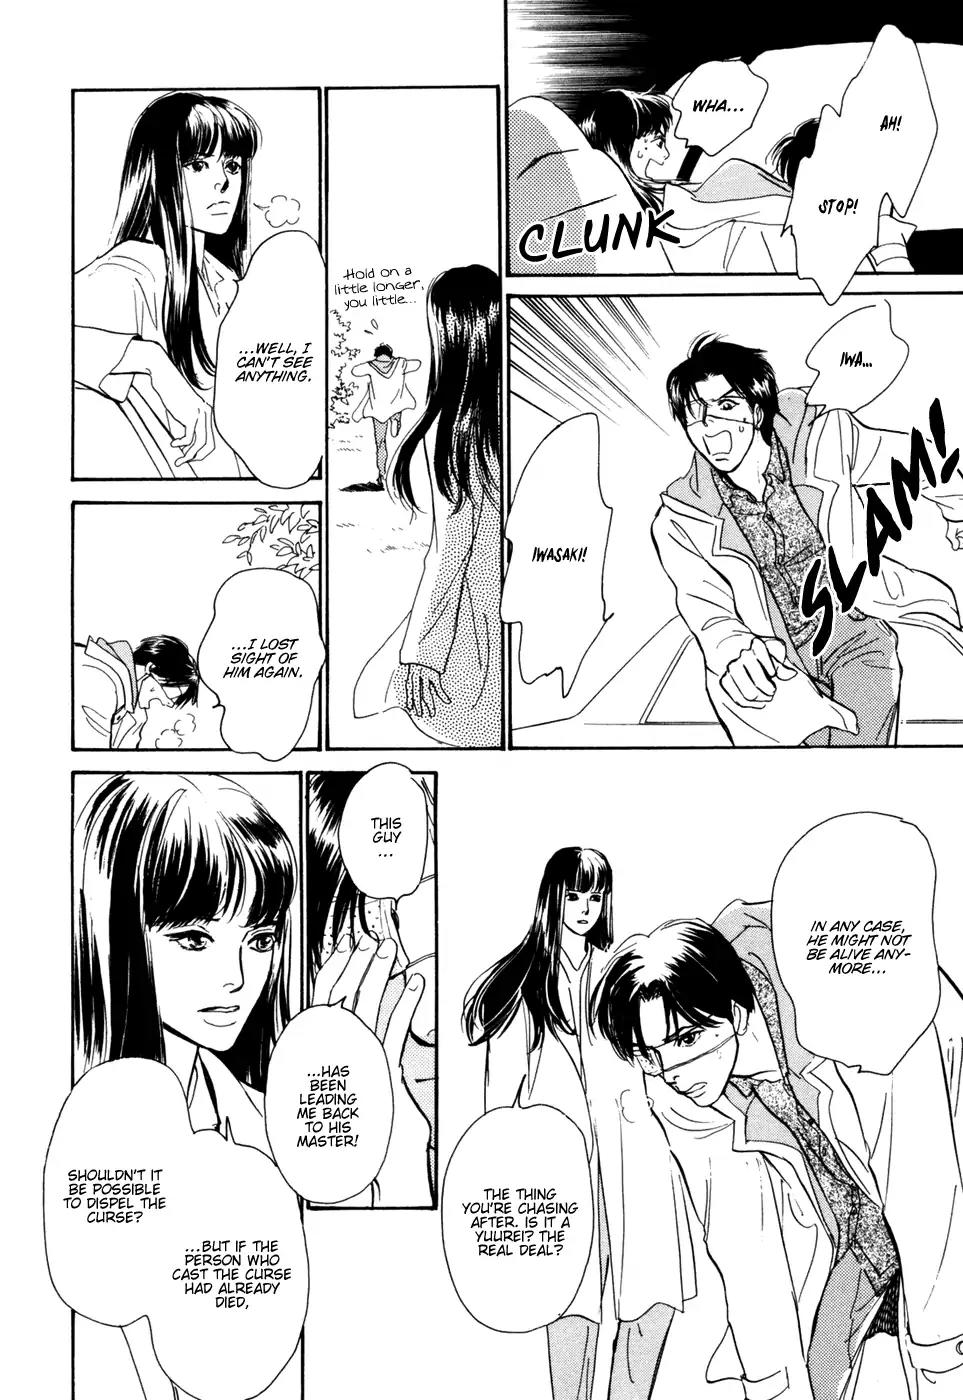 AH!
STOP!
WHA...
CLUNK
IWA...
SLAM!
IWASAKI!
Hold on a
little longer,
you little...
...WELL, I
CAN'T SEE
ANYTHING.
...I LOST
SIGHT OF
HIM AGAIN.
IN ANY CASE,
HE MIGHT NOT
BE ALIVE ANY-
MORE...
THE THING
YOU'RE CHASING
AFTER. IS IT A
YUUREI? THE
REAL DEAL?
THIS
GUY
...
...HAS
BEEN
LEADING
ME BACK
TO HIS
MASTER!
SHOULDN'T IT
BE POSSIBLE
TO DISPEL THE
CURSE?
...BUT IF THE
PERSON WHO
CAST THE CURSE
HAD ALREADY
DIED,